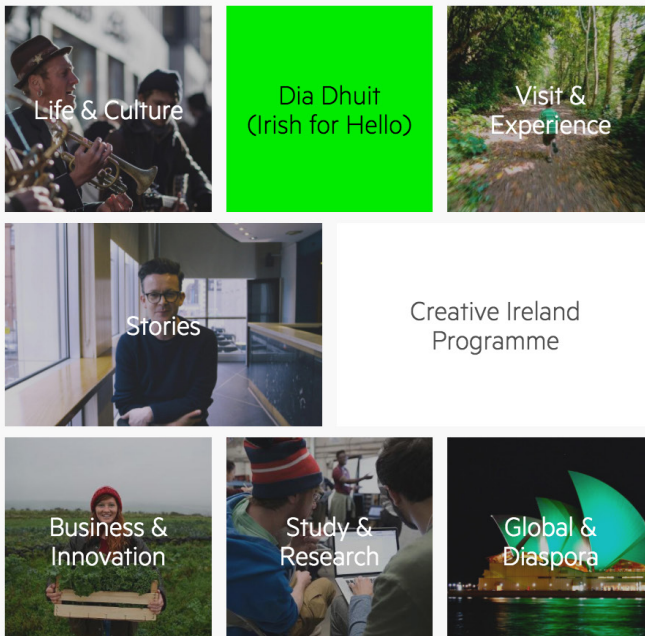 Life & Culture
Dia Dhuit
(Irish for Hello)
Visit &
Experience
Stories
Creative Ireland
Programme
Business &
Innovation
Study &
Research
Global &
Diaspora